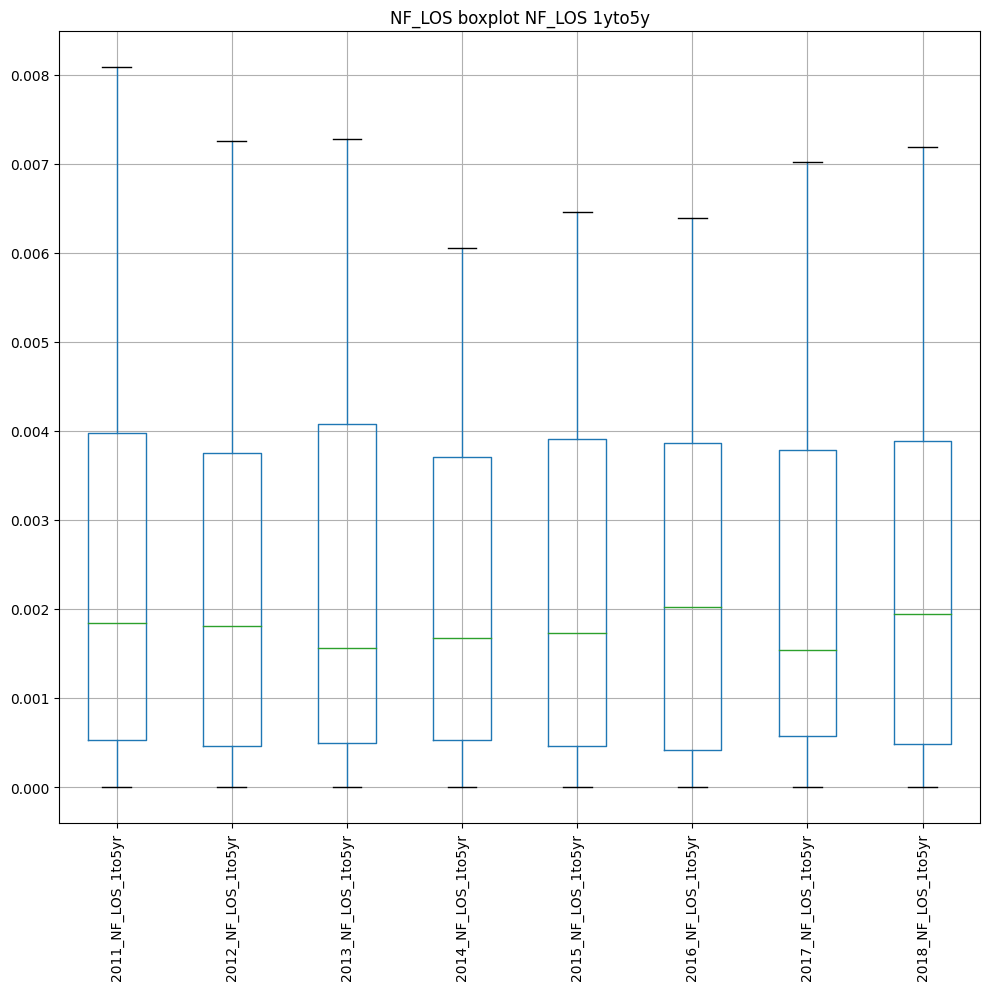 NF_LOS boxplot NF_LOS 1yto5y
0.008
0.007
0.006
0.005
0.004
0.003
0.002
0.001
0.000
2011_NF_LOS_1to5yr
2012_NF_LOS_1to5yr
2013_NF_LOS_1to5yr
2014_NF_LOS_1to5yr
2015_NF_LOS_1to5yr
2016_NF_LOS_1to5yr
2017_NF_LOS_1to5yr
2018_NF_LOS_1to5yr